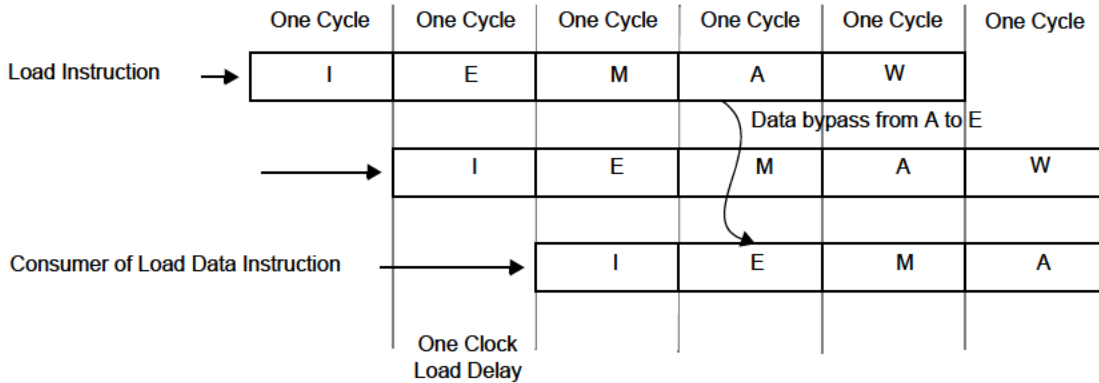 One Cycle One Cycle One Cycle One Cycle One Cycle One Cycle
Load Instruction I E M A W
Data bypass from A to E
I E M A W
Consumer of Load Data Instruction I E M A
One Clock
Load Delay